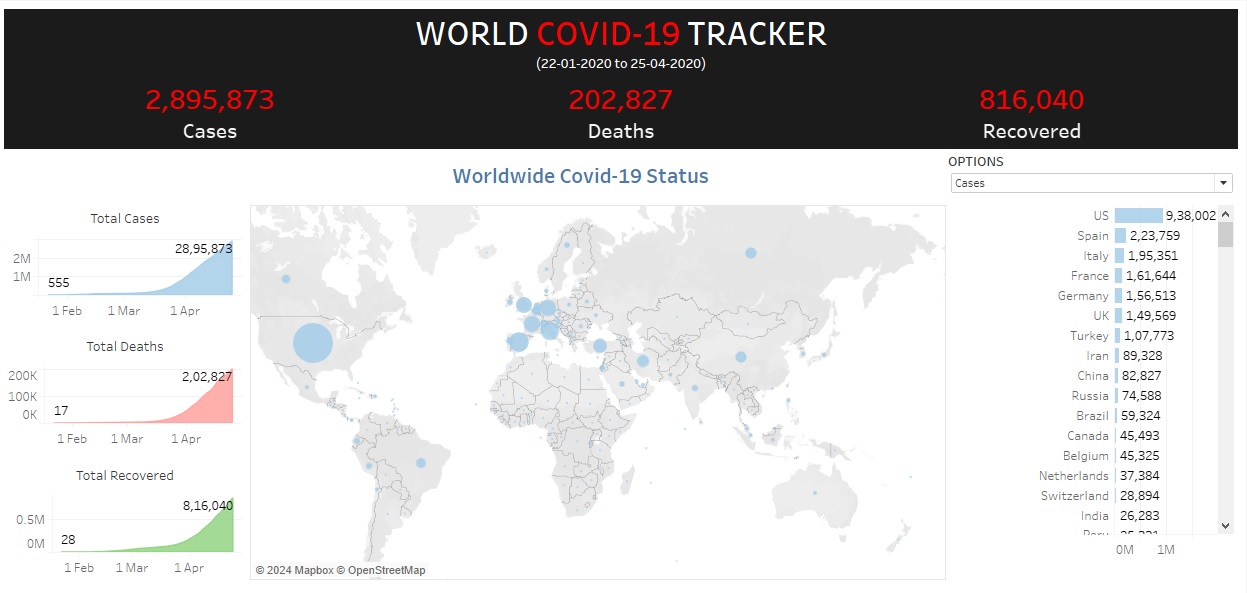 WORLD COVID-19 TRACKER
(22-01-2020 to 25-04-2020)
2,895,873
Cases
202,827
Deaths
816,040
Recovered
Worldwide Covid-19 Status
OPTIONS
Cases
Total Cases
28,95,873
2M
1M
555
1 Feb 1 Mar 1 Apr
Total Deaths
200K
2,02,827
100K
17
0K
1 Feb 1 Mar 1 Apr
Total Recovered
8,16,040
0.5M
28
0M
1 Feb 1 Mar 1 Apr
© 2024 Mapbox © OpenStreetMap
US 9,38,002
Spain 2,23,759
Italy 1,95,351
France 1,61,644
Germany 1,56,513
UK 1,49,569
Turkey 1,07,773
Iran 89,328
China 82,827
Russia 74,588
Brazil 59,324
Canada 45,493
Belgium 45,325
Netherlands 37,384
Switzerland 28,894
India 26,283
0M 1M